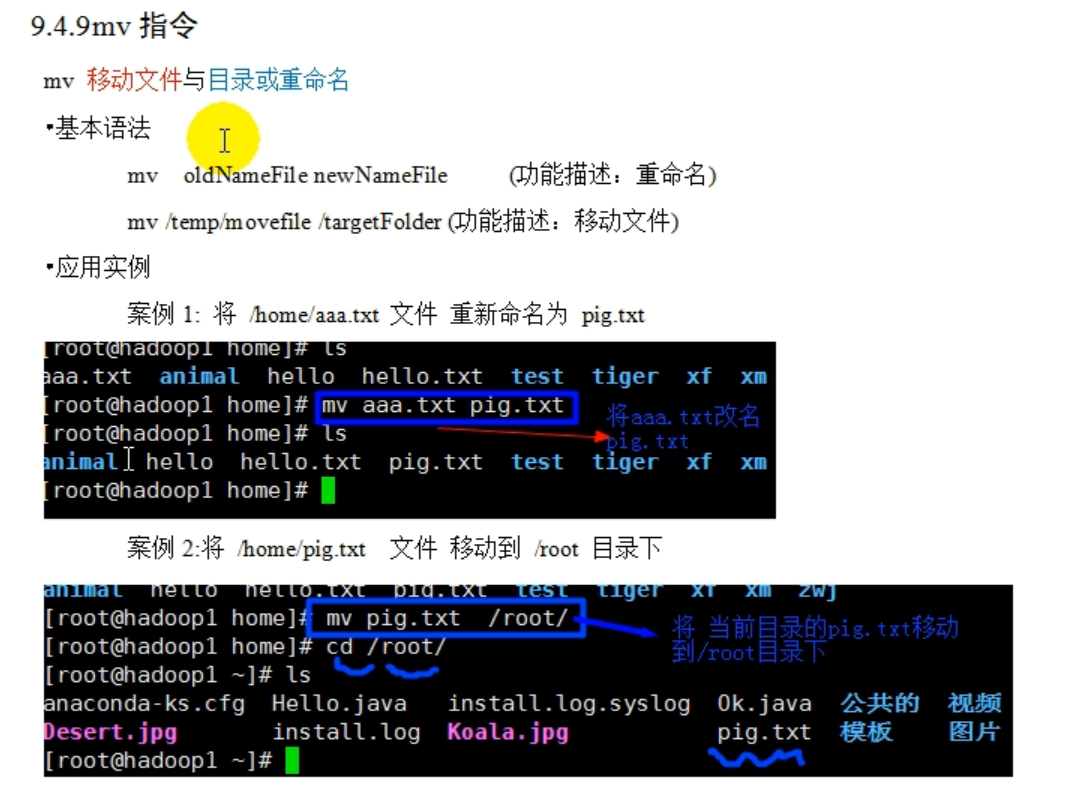 9.4.9mv 指令
mv 移动文件与目录或重命名
▪基本语法
mv oldNameFile newNameFile (功能描述：重命名)
mv /temp/movefile /targetFolder (功能描述：移动文件)
▪应用实例
案例 1: 将 /home/aaa.txt 文件 重新命名为 pig.txt
[root@hadoop1 home]# ls
aaa.txt animal hello hello.txt test tiger xf xm
[root@hadoop1 home]# mv aaa.txt pig.txt
将aaa.txt改名
[root@hadoop1 home]# ls
pig.txt
animal hello hello.txt pig.txt test tiger xf xm
[root@hadoop1 home]#
案例 2:将 /home/pig.txt 文件 移动到 /root 目录下
animal hello hello.txt pig.txt test tiger xf xm zwj
[root@hadoop1 home]# mv pig.txt /root/
将 当前目录的pig.txt移动
[root@hadoop1 home]# cd /root/
到/root目录下
[root@hadoop1 ~]# ls
anaconda-ks.cfg Hello.java install.log.syslog Ok.java 公共的 视频
Desert.jpg install.log Koala.jpg pig.txt 模板 图片
[root@hadoop1 ~]#